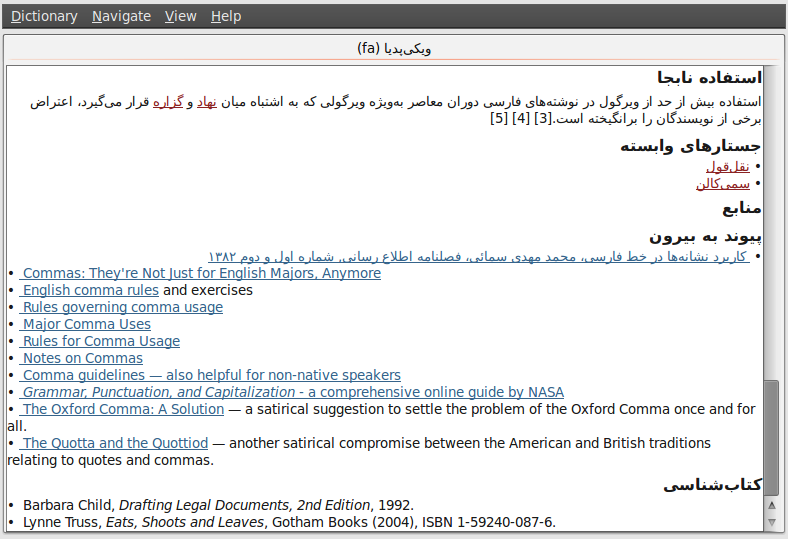 Dictionary Navigate View Help
ویکی‌پدیا (fa)
استفاده نابجا
استفاده بیش از حد از ویرگول در نوشته‌های فارسی دوران معاصر به‌ویژه ویرگولی که به اشتباه میان نهاد و گزاره قرار می‌گیرد، اعتراض
برخی از نویسندگان را برانگیخته است.[3] [4] [5]
جستارهای وابسته
• نقل‌قول
• سمی‌کالن
منابع
پیوند به بیرون
• کاربرد نشانه‌ها در خط فارسی، محمد مهدی سمائی، فصلنامه اطلاع رسانی, شماره اول و دوم ۱۳۸۲
• Commas: They're Not Just for English Majors, Anymore
• English comma rules and exercises
• Rules governing comma usage
• Major Comma Uses
• Rules for Comma Usage
• Notes on Commas
• Comma guidelines — also helpful for non-native speakers
• Grammar, Punctuation, and Capitalization - a comprehensive online guide by NASA
• The Oxford Comma: A Solution — a satirical suggestion to settle the problem of the Oxford Comma once and for
all.
• The Quotta and the Quottiod — another satirical compromise between the American and British traditions
relating to quotes and commas.
کتاب‌شناسی
• Barbara Child, Drafting Legal Documents, 2nd Edition, 1992.
• Lynne Truss, Eats, Shoots and Leaves, Gotham Books (2004), ISBN 1-59240-087-6.